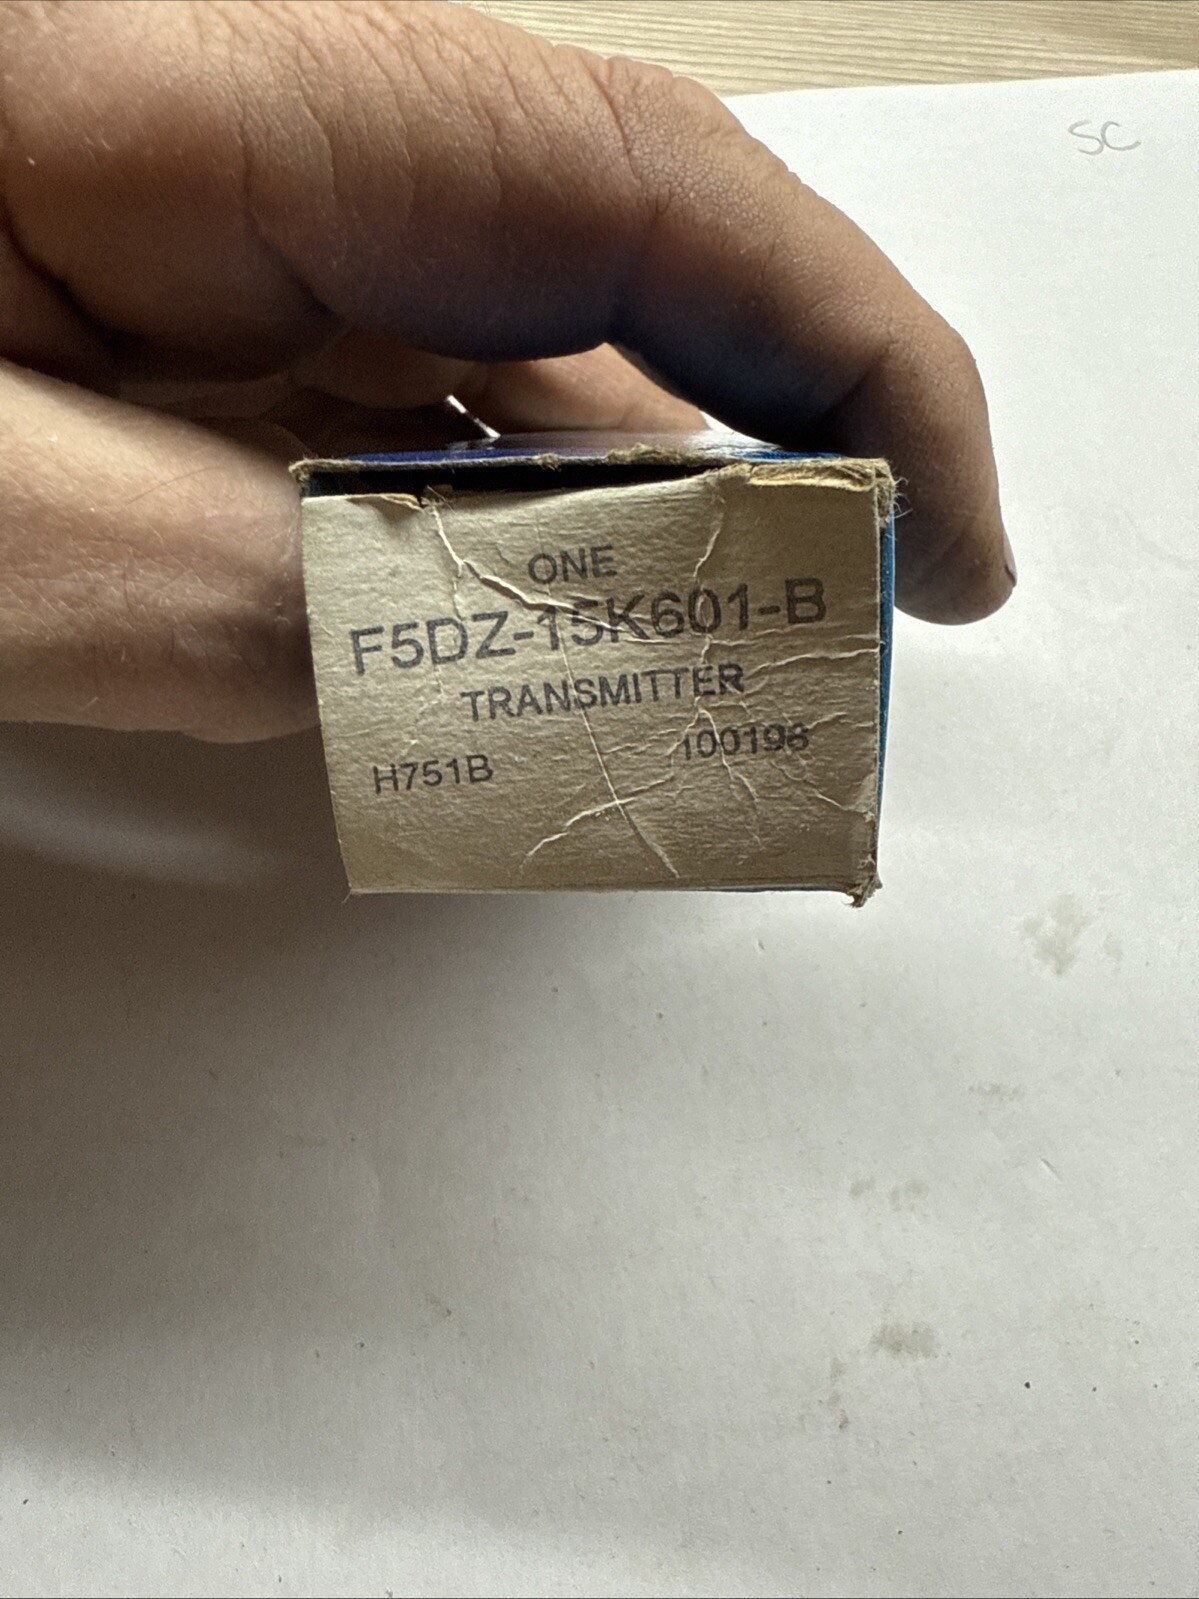 SC
ONE
F5DZ-15K601-B
TRANSMITTER
H751B 100196